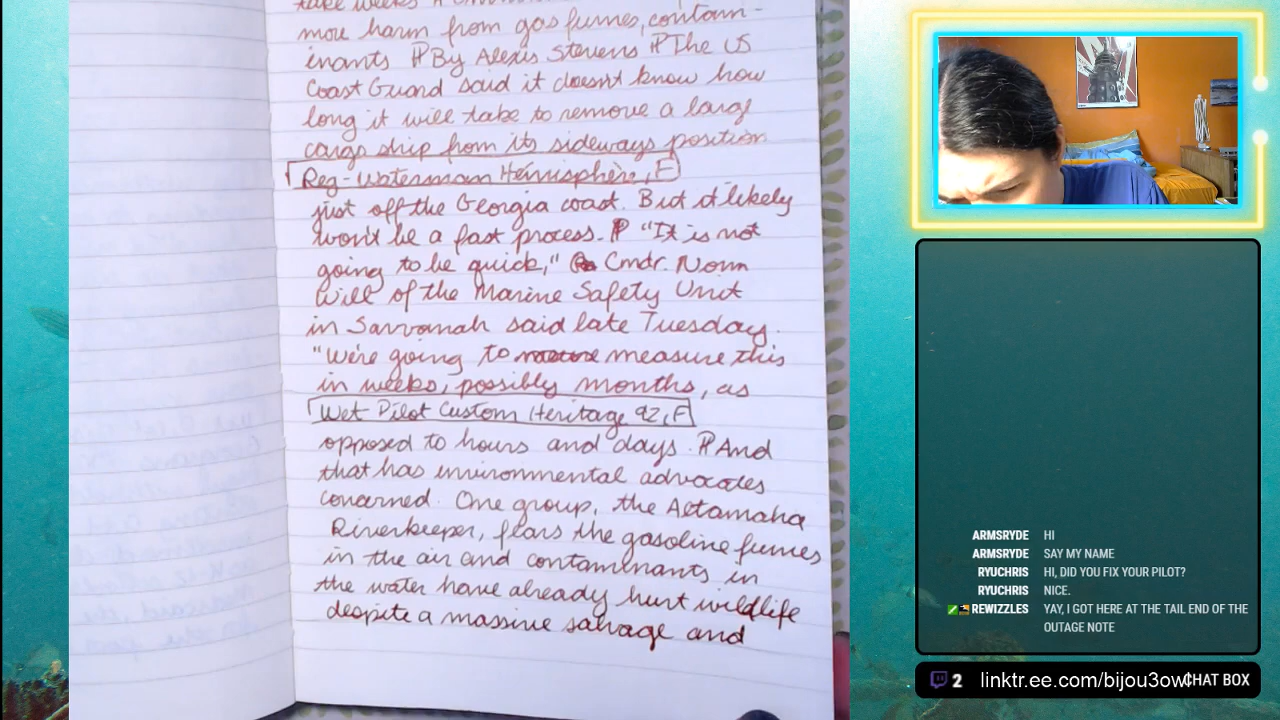 take weeks
more harm from gas fumes, contam-
inants ⁋ By Alexis Stevens ⁋ The US
Coast Guard said it doesn't know how
long it will take to remove a large
cargo ship from its sideways position
Reg-Waterman Hemisphère, F
just off the Georgia coast. But it likely
won't be a fast process. ⁋ "It is not
going to be quick," Cmdr. Norm
Witt of the Marine Safety Unit
in Savvanah said late Tuesday.
"We're going to measure this
in weeks, possibly months, as
Wet Pilot Custom Heritage 92, F
opposed to hours and days. ⁋ And
that has environmental advocates
concerned. One group, the Altamaha
Riverkeeper, fears the gasoline fumes
in the air and contaminants in
the water have already hurt wildlife
despite a massive salvage and
ARMSRYDE HI
ARMSRYDE SAY MY NAME
RYUCHRIS HI, DID YOU FIX YOUR PILOT?
RYUCHRIS NICE.
REWIZZLES YAY, I GOT HERE AT THE TAIL END OF THE
OUTAGE NOTE
2 linktr.ee.com/bijou3owl CHAT BOX